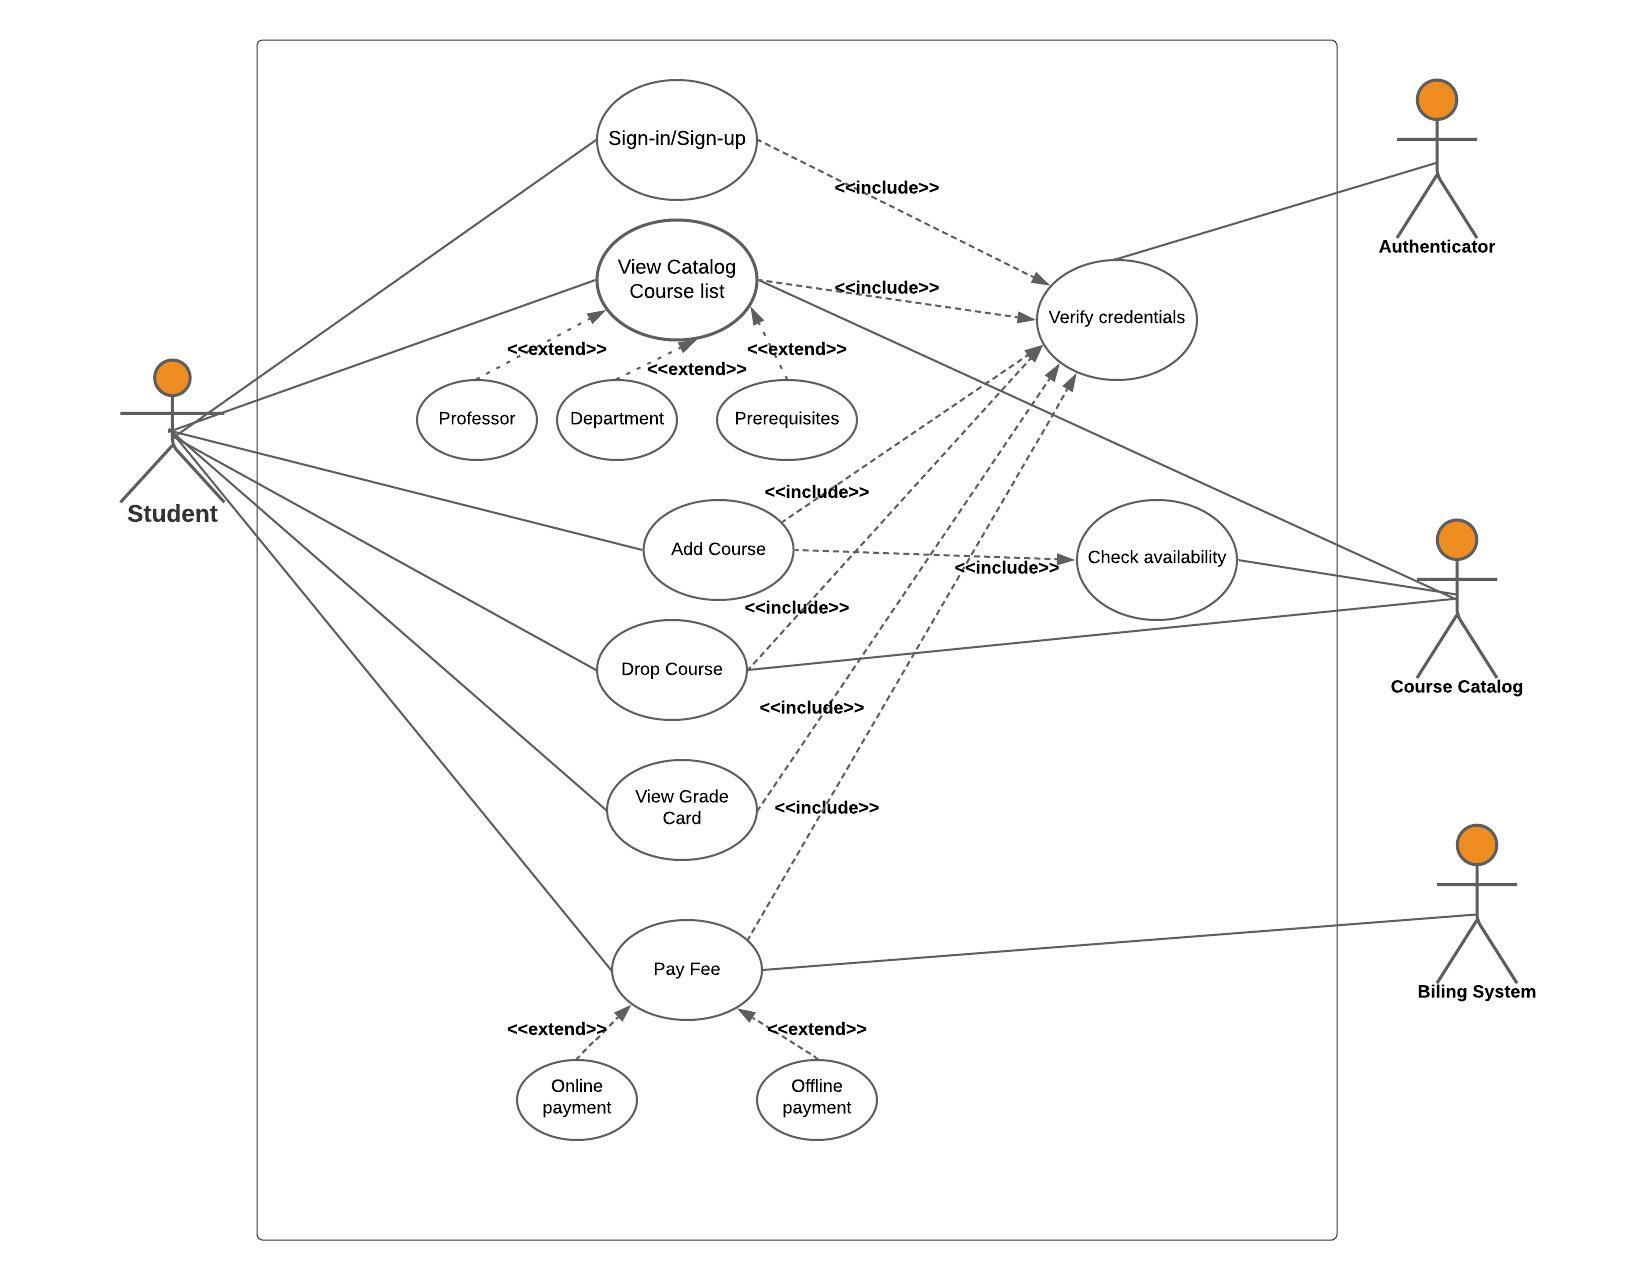 Sign-in/Sign-up
<<include>>
Authenticator
View Catalog
Course list
<<include>>
Verify credentials
<<extend>>
<<extend>>
<<extend>>
Professor
Department
Prerequisites
Student
<<include>>
Add Course
Check availability
<<include>>
<<include>>
Drop Course
Course Catalog
<<include>>
View Grade
Card
<<include>>
Pay Fee
Biling System
<<extend>>
<<extend>>
Online
payment
Offline
payment